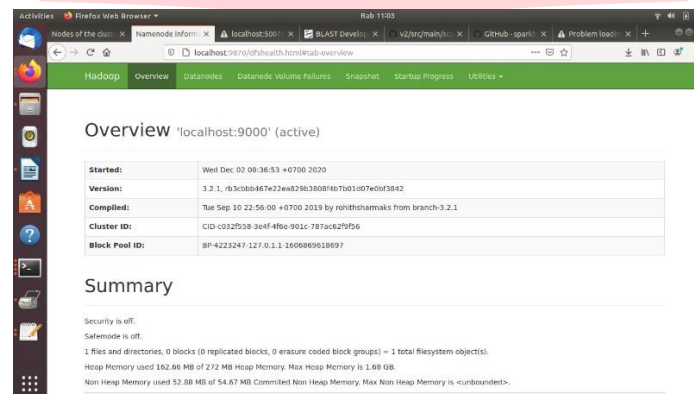 Activities Firefox Web Browser Rab 11:03
Nodes of the clust Namenode inform localhost:5007 BLAST Develop v2/src/main/sc GitHub - spark Problem loadin
localhost:9870/dfshealth.html#tab-overview
Hadoop Overview Datanodes Datanode Volume Failures Snapshot Startup Progress Utilities
Overview 'localhost:9000' (active)
Started: Wed Dec 02 08:36:53 +0700 2020
Version: 3.2.1, rb3cbbb467e22ea829b3808f4b7b01d07e0bf3842
Compiled: Tue Sep 10 22:56:00 +0700 2019 by rohithsharmaks from branch-3.2.1
Cluster ID: CID-c032f558-3e4f-4f6e-901c-787ac62f9f56
Block Pool ID: BP-4223247-127.0.1.1-1606869618697
Summary
Security is off.
Safemode is off.
1 files and directories, 0 blocks (0 replicated blocks, 0 erasure coded block groups) = 1 total filesystem object(s).
Heap Memory used 162.66 MB of 272 MB Heap Memory. Max Heap Memory is 1.68 GB.
Non Heap Memory used 52.88 MB of 54.67 MB Commited Non Heap Memory. Max Non Heap Memory is <unbounded>.